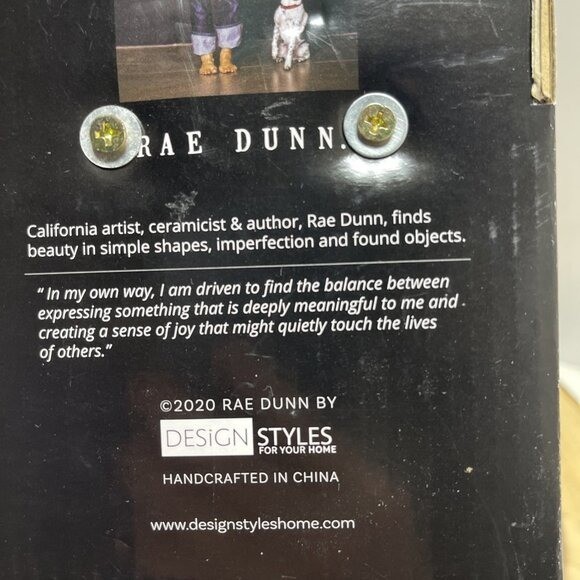 RAE DUNN.
California artist, ceramicist & author, Rae Dunn, finds
beauty in simple shapes, imperfection and found objects.
“ In my own way, I am driven to find the balance between
expressing something that is deeply meaningful to me and
creating a sense of joy that might quietly touch the lives
of others.”
©2020 RAE DUNN BY
DESiGN STYLES
FOR YOUR HOME
HANDCRAFTED IN CHINA
www.designstyleshome.com